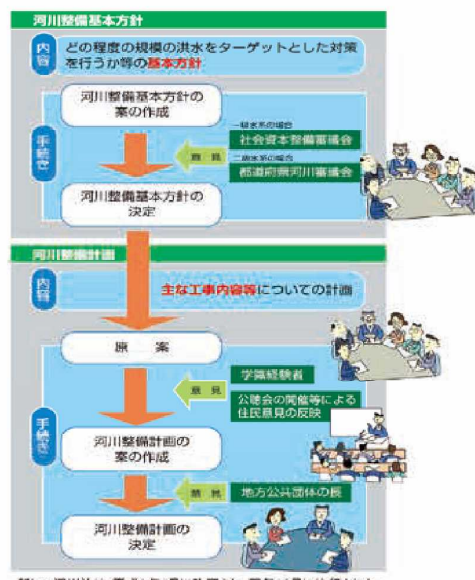 河川整備基本方針
内容
どの程度の規模の洪水をターゲットとした対策
を行うか等の基本方針
手続き
河川整備基本方針の
案の作成
一級水系の場合
社会資本整備審議会
意見
二級水系の場合
都道府県河川審議会
河川整備基本方針の
決定
河川整備計画
内容
主な工事内容等についての計画
手続き
原 案
意見
学識経験者
公聴会の開催等による
住民意見の反映
河川整備計画の
案の作成
意見
地方公共団体の長
河川整備計画の
決定